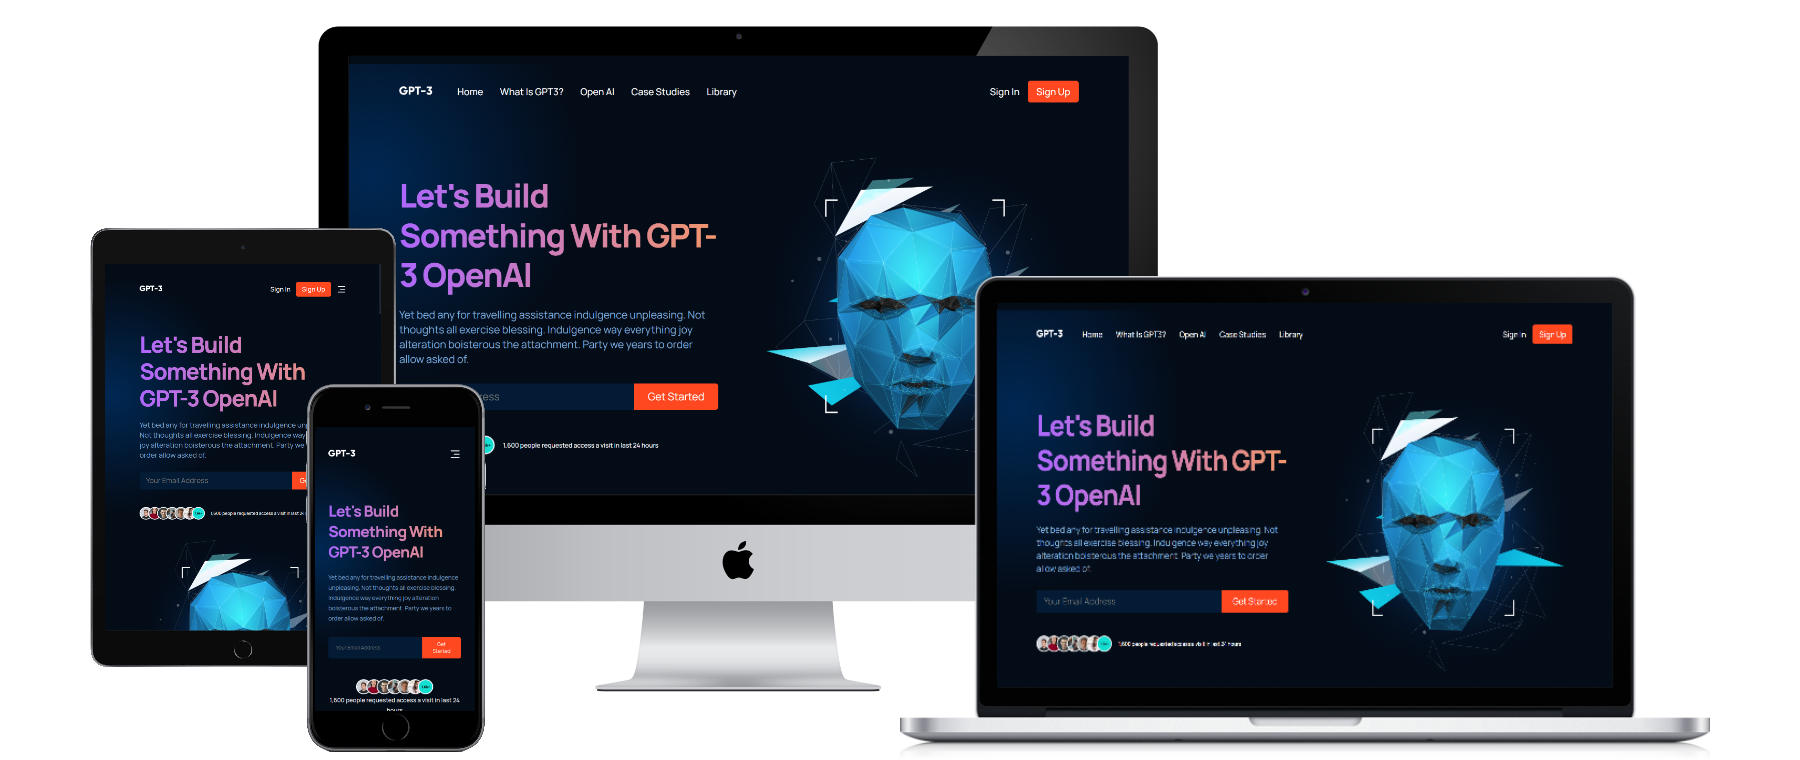 GPT-3 Home What Is GPT3? Open AI Case Studies Library Sign In Sign Up
Let's Build
Something With GPT-
3 OpenAI
Yet bed any for travelling assistance indulgence unpleasing. Not
thoughts all exercise blessing. Indulgence way everything joy
alteration boisterous the attachment. Party we years to order
allow asked of.
Get Started
1,600 people requested access a visit in last 24 hours
GPT-3 Sign In Sign Up
Let's Build
Something With
GPT-3 OpenAI
Yet bed any for travelling assistance indulgence
Not thoughts all exercise blessing. Indulgence way
joy alteration boisterous the attachment. Party we
order allow asked of.
Your Email Address
1,600 people requested access a visit in last 24
GPT-3
Let's Build
Something With
GPT-3 OpenAI
Yet bed any for travelling assistance indulgence
unpleasing. Not thoughts all exercise blessing.
Indulgence way everything joy alteration
boisterous the attachment. Party we years to
order allow asked of.
Your Email Address Get
Started
1,600 people requested access a visit in last 24
hours
GPT-3 Home What Is GPT3? Open AI Case Studies Library Sign In Sign Up
Let's Build
Something With GPT-
3 OpenAI
Yet bed any for travelling assistance indulgence unpleasing. Not
thoughts all exercise blessing. Indulgence way everything joy
alteration boisterous the attachment. Party we years to order
allow asked of.
Your Email Address Get Started
1,600 people requested access a visit in last 24 hours